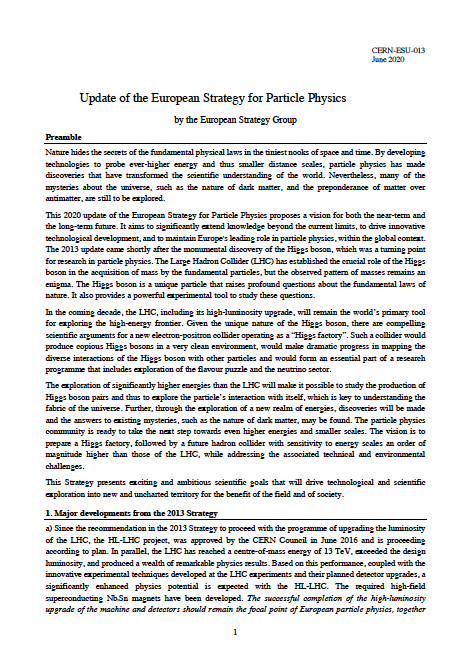 CERN-ESU-013
June 2020
Update of the European Strategy for Particle Physics
by the European Strategy Group
Preamble
Nature hides the secrets of the fundamental physical laws in the tiniest nooks of space and time. By developing
technologies to probe ever-higher energy and thus smaller distance scales, particle physics has made
discoveries that have transformed the scientific understanding of the world. Nevertheless, many of the
mysteries about the universe, such as the nature of dark matter, and the preponderance of matter over
antimatter, are still to be explored.
This 2020 update of the European Strategy for Particle Physics proposes a vision for both the near-term and
the long-term future. It aims to significantly extend knowledge beyond the current limits, to drive innovative
technological development, and to maintain Europe's leading role in particle physics, within the global context.
The 2013 update came shortly after the monumental discovery of the Higgs boson, which was a turning point
for research in particle physics. The Large Hadron Collider (LHC) has established the crucial role of the Higgs
boson in the acquisition of mass by the fundamental particles, but the observed pattern of masses remains an
enigma. The Higgs boson is a unique particle that raises profound questions about the fundamental laws of
nature. It also provides a powerful experimental tool to study these questions.
In the coming decade, the LHC, including its high-luminosity upgrade, will remain the world's primary tool
for exploring the high-energy frontier. Given the unique nature of the Higgs boson, there are compelling
scientific arguments for a new electron-positron collider operating as a "Higgs factory". Such a collider would
produce copious Higgs bosons in a very clean environment, would make dramatic progress in mapping the
diverse interactions of the Higgs boson with other particles and would form an essential part of a research
programme that includes exploration of the flavour puzzle and the neutrino sector.
The exploration of significantly higher energies than the LHC will make it possible to study the production of
Higgs boson pairs and thus to explore the particle's interaction with itself, which is key to understanding the
fabric of the universe. Further, through the exploration of a new realm of energies, discoveries will be made
and the answers to existing mysteries, such as the nature of dark matter, may be found. The particle physics
community is ready to take the next step towards even higher energies and smaller scales. The vision is to
prepare a Higgs factory, followed by a future hadron collider with sensitivity to energy scales an order of
magnitude higher than those of the LHC, while addressing the associated technical and environmental
challenges.
This Strategy presents exciting and ambitious scientific goals that will drive technological and scientific
exploration into new and uncharted territory for the benefit of the field and of society.
1. Major developments from the 2013 Strategy
a) Since the recommendation in the 2013 Strategy to proceed with the programme of upgrading the luminosity
of the LHC, the HL-LHC project, was approved by the CERN Council in June 2016 and is proceeding
according to plan. In parallel, the LHC has reached a centre-of-mass energy of 13 TeV, exceeded the design
luminosity, and produced a wealth of remarkable physics results. Based on this performance, coupled with the
innovative experimental techniques developed at the LHC experiments and their planned detector upgrades, a
significantly enhanced physics potential is expected with the HL-LHC. The required high-field
superconducting Nb3Sn magnets have been developed. The successful completion of the high-luminosity
upgrade of the machine and detectors should remain the focal point of European particle physics, together
1